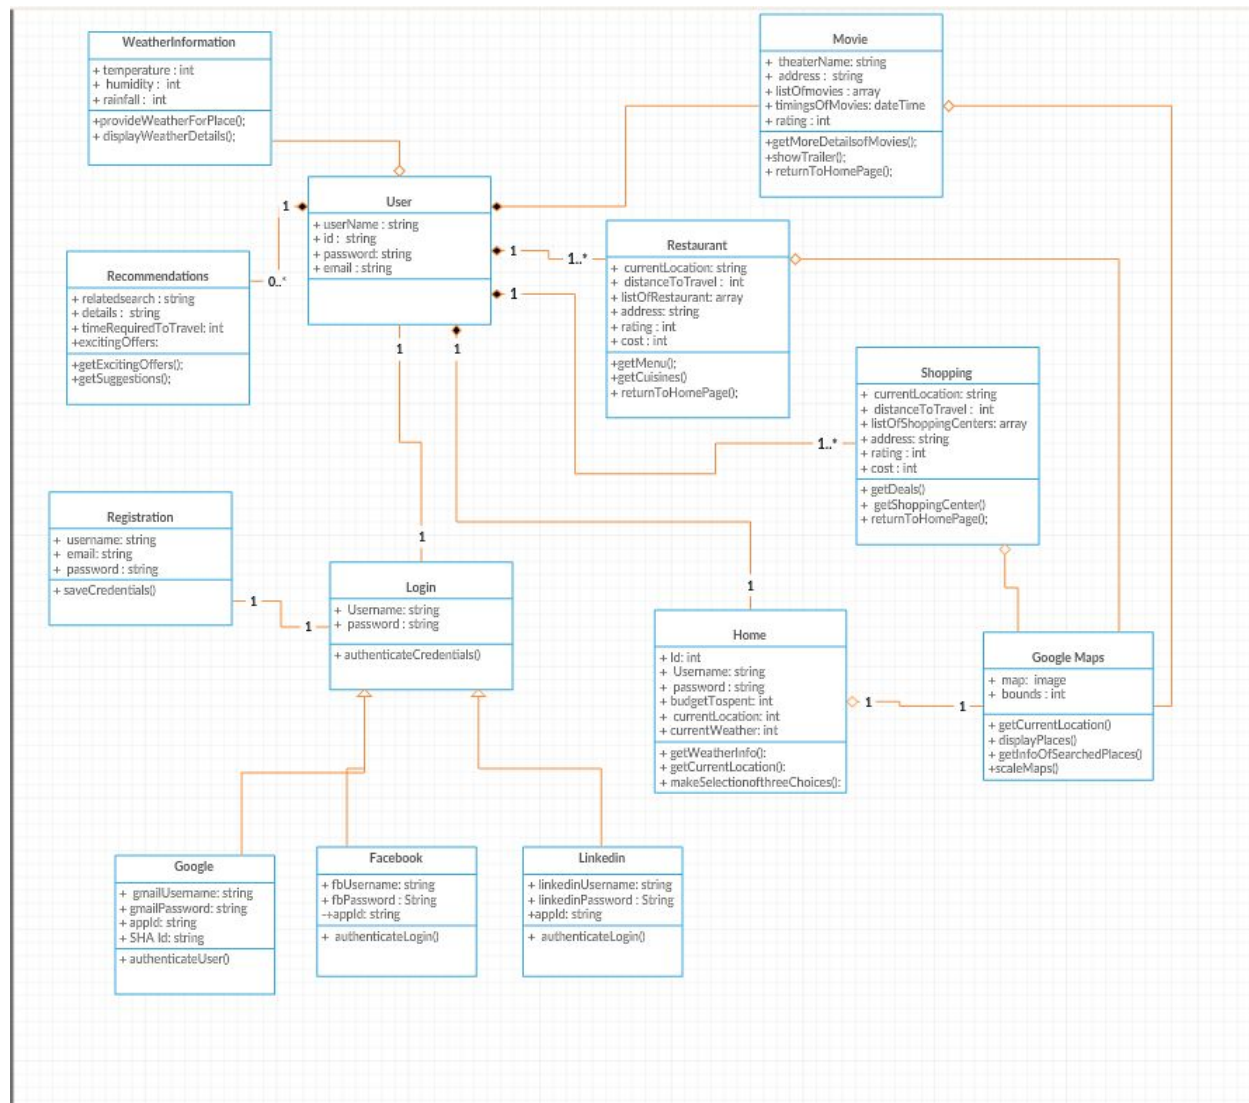 WeatherInformation
+ temperature : int
+ humidity : int
+ rainfall : int
+provideWeatherForPlace();
+ displayWeatherDetails();
Movie
+ theaterName: string
+ address : string
+ listOfmovies : array
+ timingsOfMovies: dateTime
+ rating : int
+getMoreDetailsofMovies();
+showTrailer();
+ returnToHomePage();
User
+ userName : string
+ id : string
+ password: string
+ email : string
1
0..*
1
1..*
1
1..*
1
1
1
1
Recommendations
+ relatedsearch : string
+ details : string
+ timeRequiredToTravel: int
+excitingOffers:
+getExcitingOffers();
+getSuggestions();
Restaurant
+ currentLocation: string
+ distanceToTravel : int
+ listOfRestaurant: array
+ address: string
+ rating : int
+ cost : int
+getMenu();
+getCuisines()
+ returnToHomePage();
Shopping
+ currentLocation: string
+ distanceToTravel : int
+ listOfShoppingCenters: array
+ address: string
+ rating : int
+ cost : int
+ getDeals()
+ getShoppingCenter()
+ returnToHomePage();
Registration
+ username: string
+ email: string
+ password : string
+ saveCredentials()
1
1
Login
+ Username: string
+ password : string
+ authenticateCredentials()
Home
+ Id: int
+ Username: string
+ password : string
+ budgetTospent: int
+ currentLocation: int
+ currentWeather: int
+ getWeatherInfo():
+ getCurrentLocation():
+ makeSelectionofthreeChoices():
1
1
Google Maps
+ map: image
+ bounds : int
+ getCurrentLocation()
+ displayPlaces()
+ getInfoOfSearchedPlaces()
+scaleMaps()
Google
+ gmailUsername: string
+ gmailPassword: string
+ appId: string
+ SHA Id: string
+ authenticateUser()
Facebook
+ fbUsername: string
+ fbPassword : String
-+appId: string
+ authenticateLogin()
Linkedin
+ linkedinUsername: string
+ linkedinPassword : String
+appId: string
+ authenticateLogin()